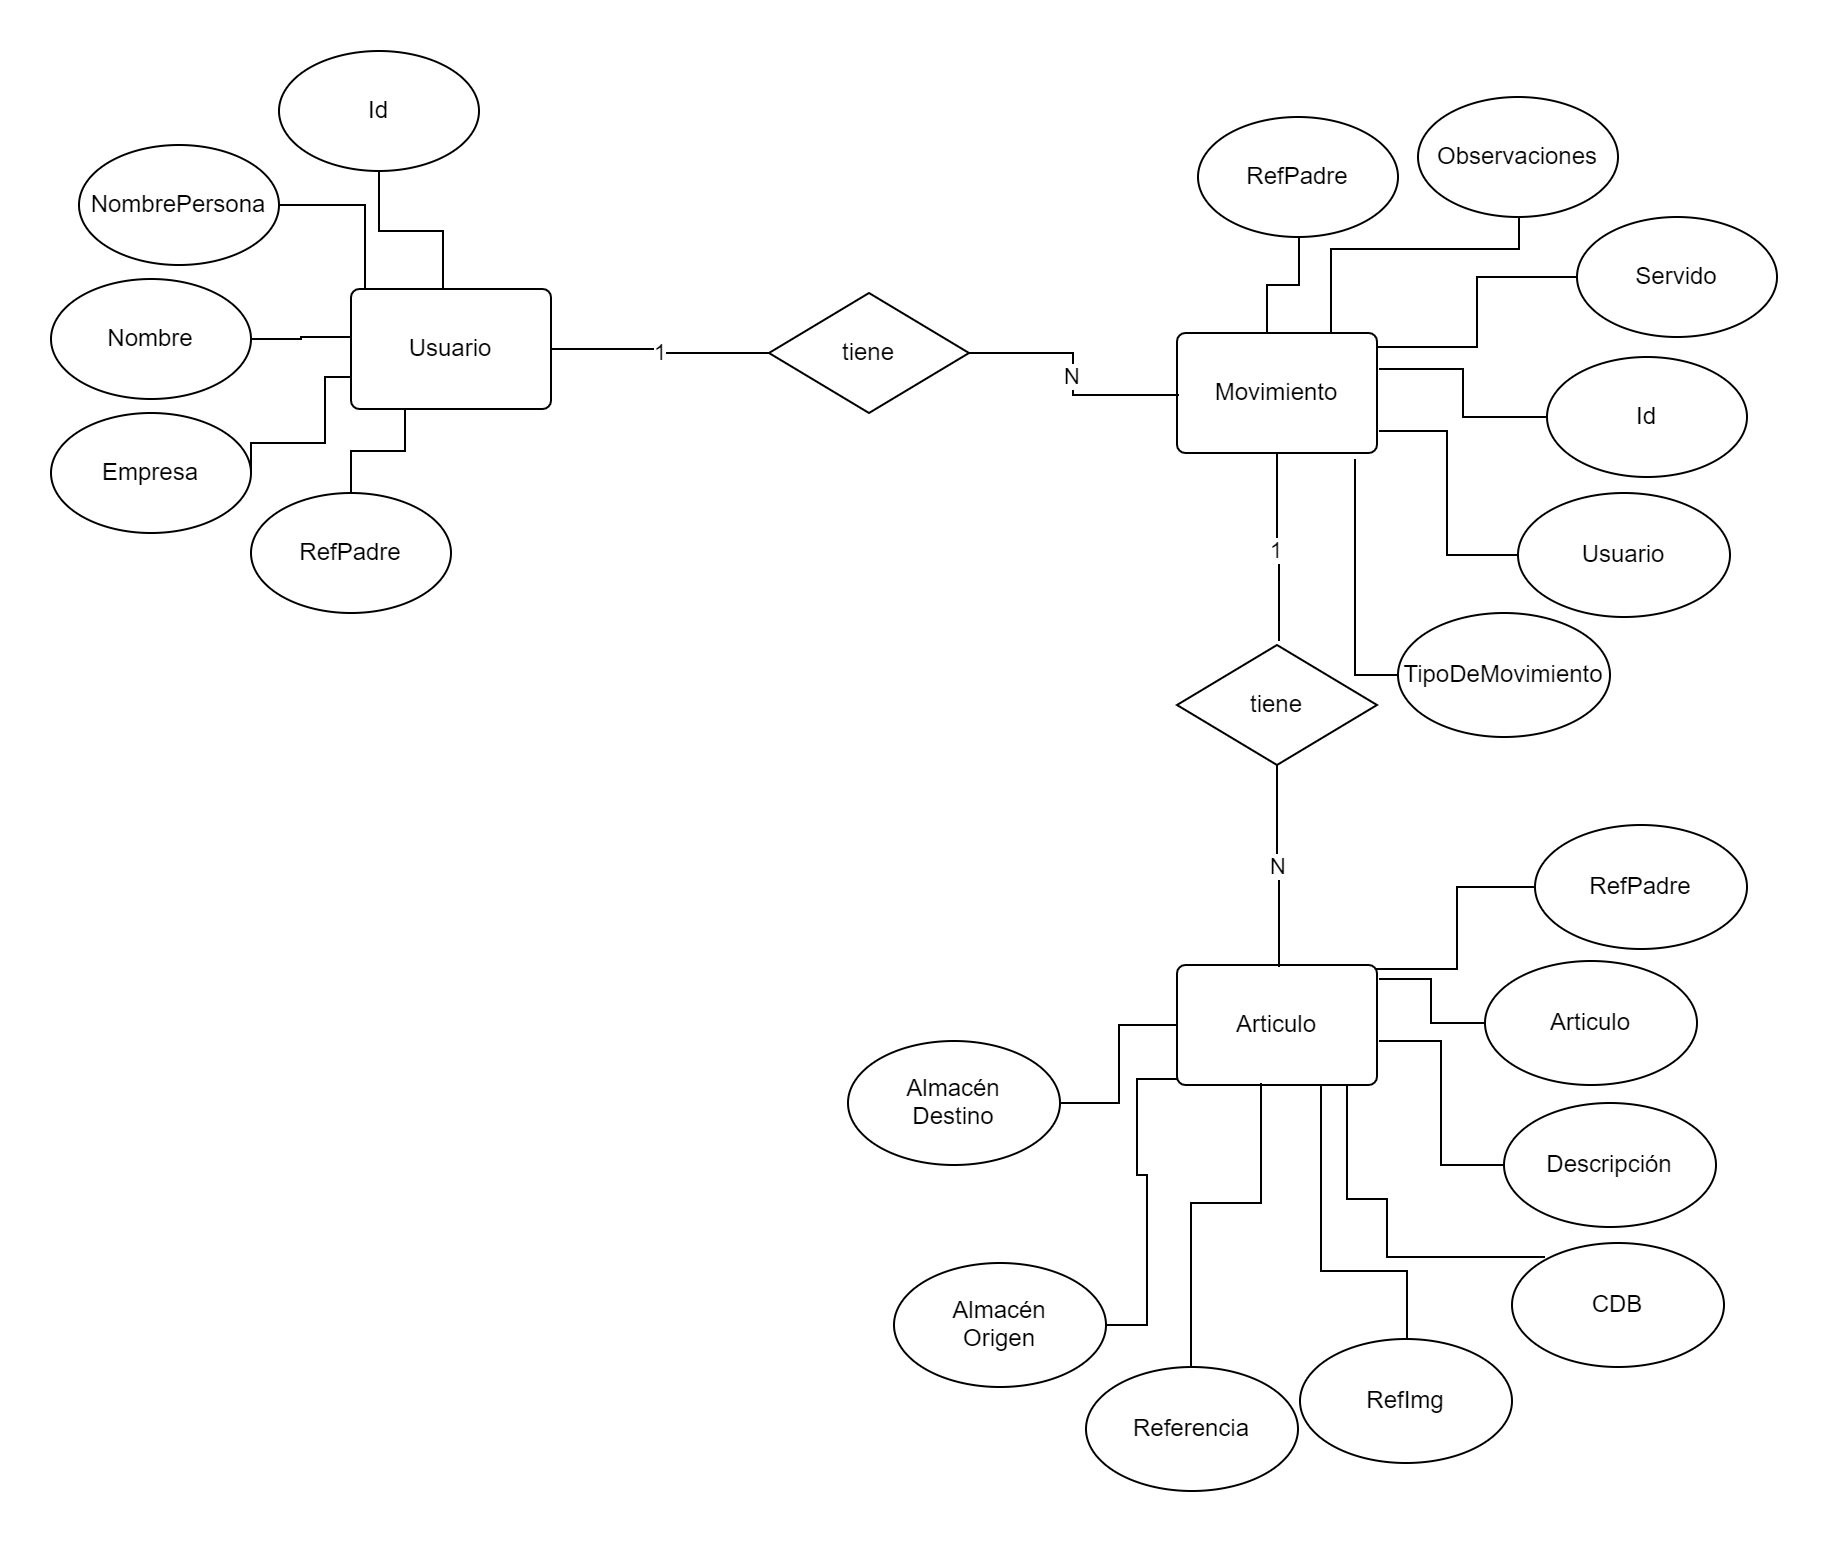 Id
NombrePersona
Nombre
Usuario
Empresa
RefPadre
1
tiene
N
RefPadre
Observaciones
Servido
Movimiento
Id
Usuario
TipoDeMovimiento
1
tiene
N
RefPadre
Articulo
Articulo
Descripción
CDB
RefImg
Referencia
Almacén
Origen
Almacén
Destino